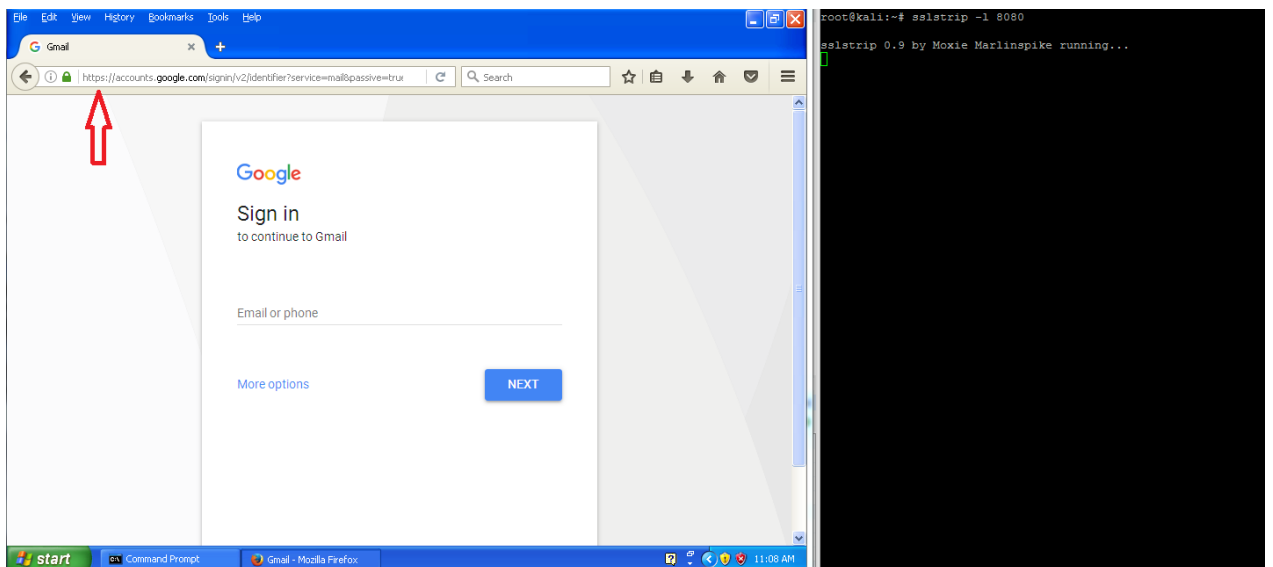 File Edit View History Bookmarks Tools Help
G Gmail
https://accounts.google.com/signin/v2/identifier?service=mail&passive=true
Search
Google
Sign in
to continue to Gmail
Email or phone
More options
NEXT
start
Command Prompt
Gmail - Mozilla Firefox
11:08 AM
root@kali:~# sslstrip -l 8080
sslstrip 0.9 by Moxie Marlinspike running...